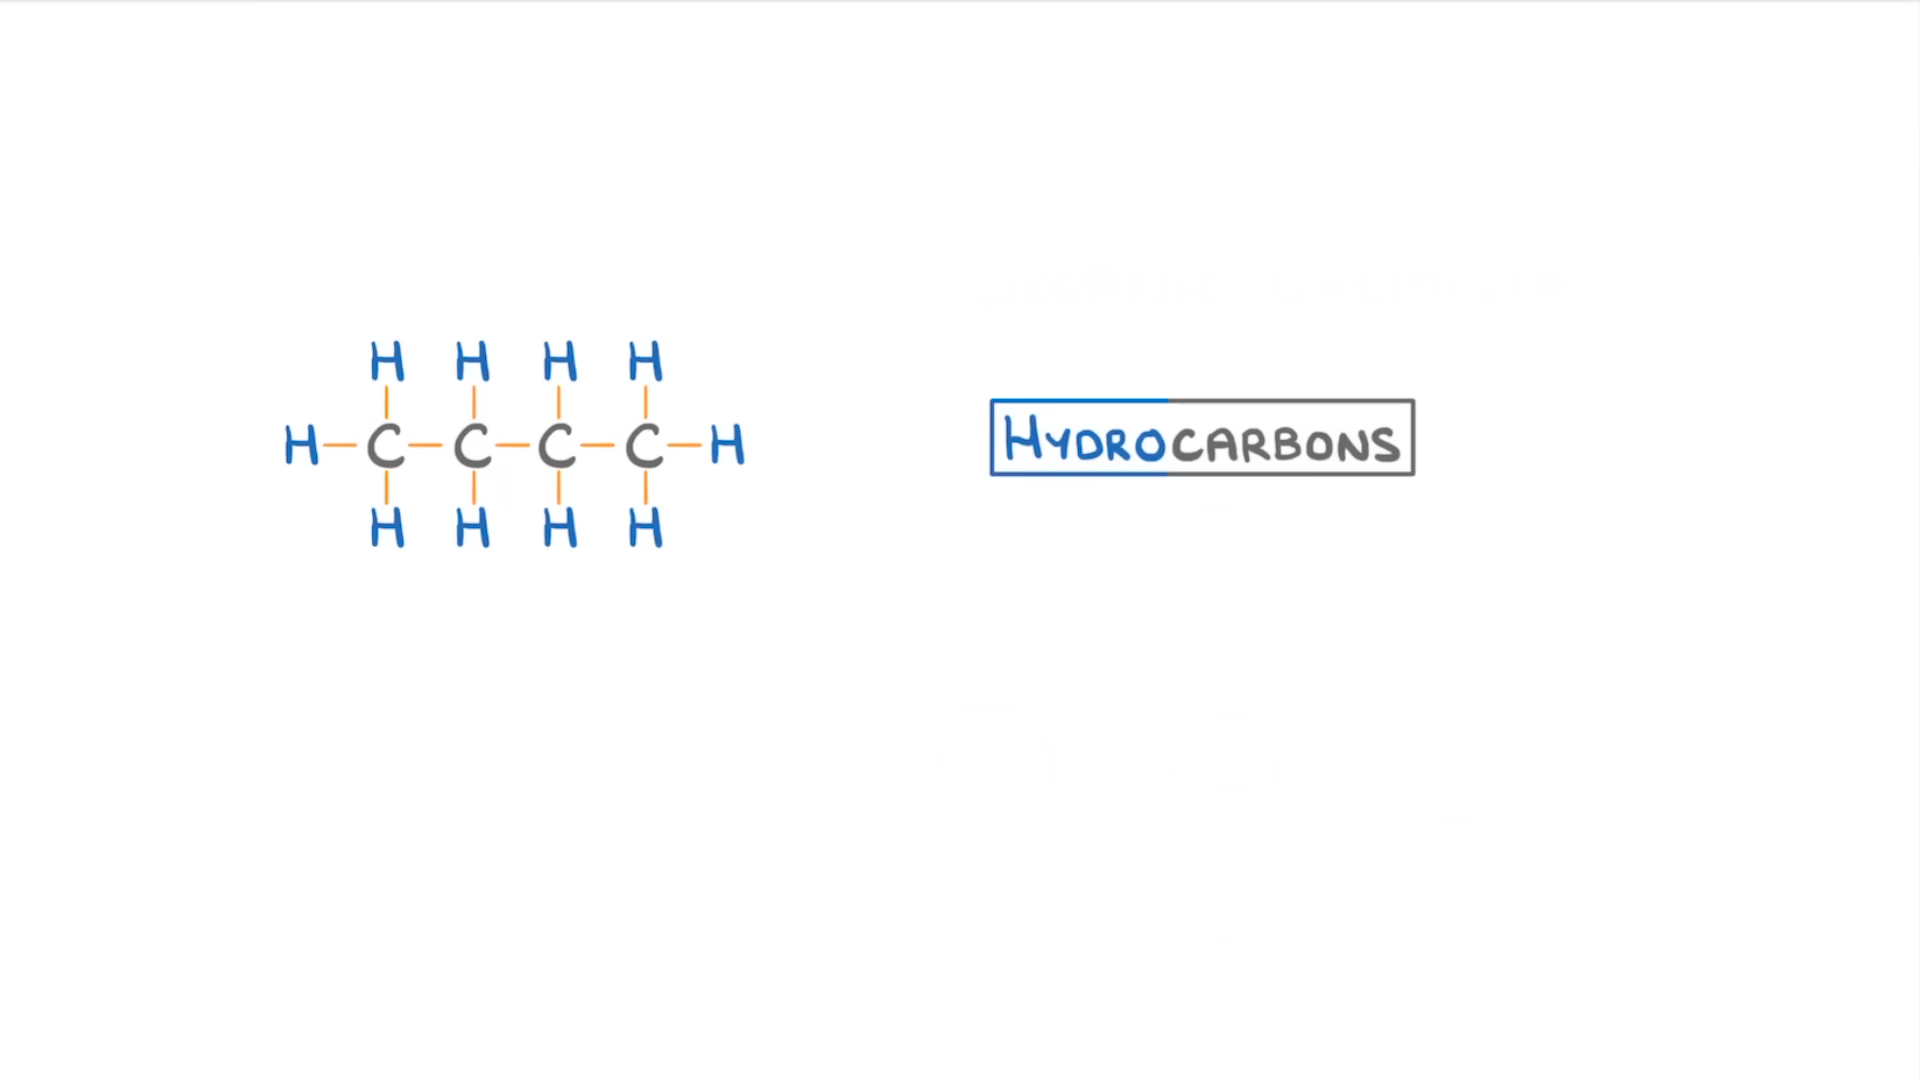 H H H H
H-C-C-C-C-H
H H H H
HYDROCARBONS